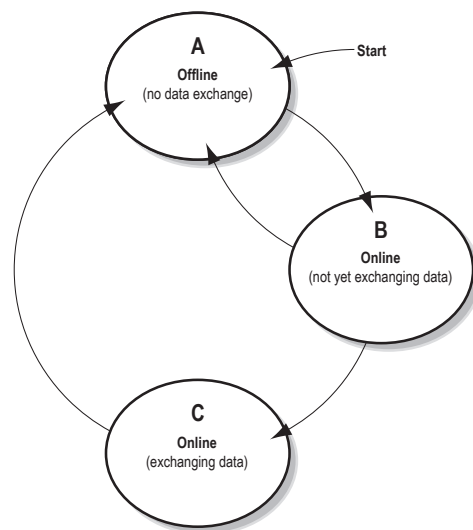 A
Offline
(no data exchange)
Start
B
Online
(not yet exchanging data)
C
Online
(exchanging data)